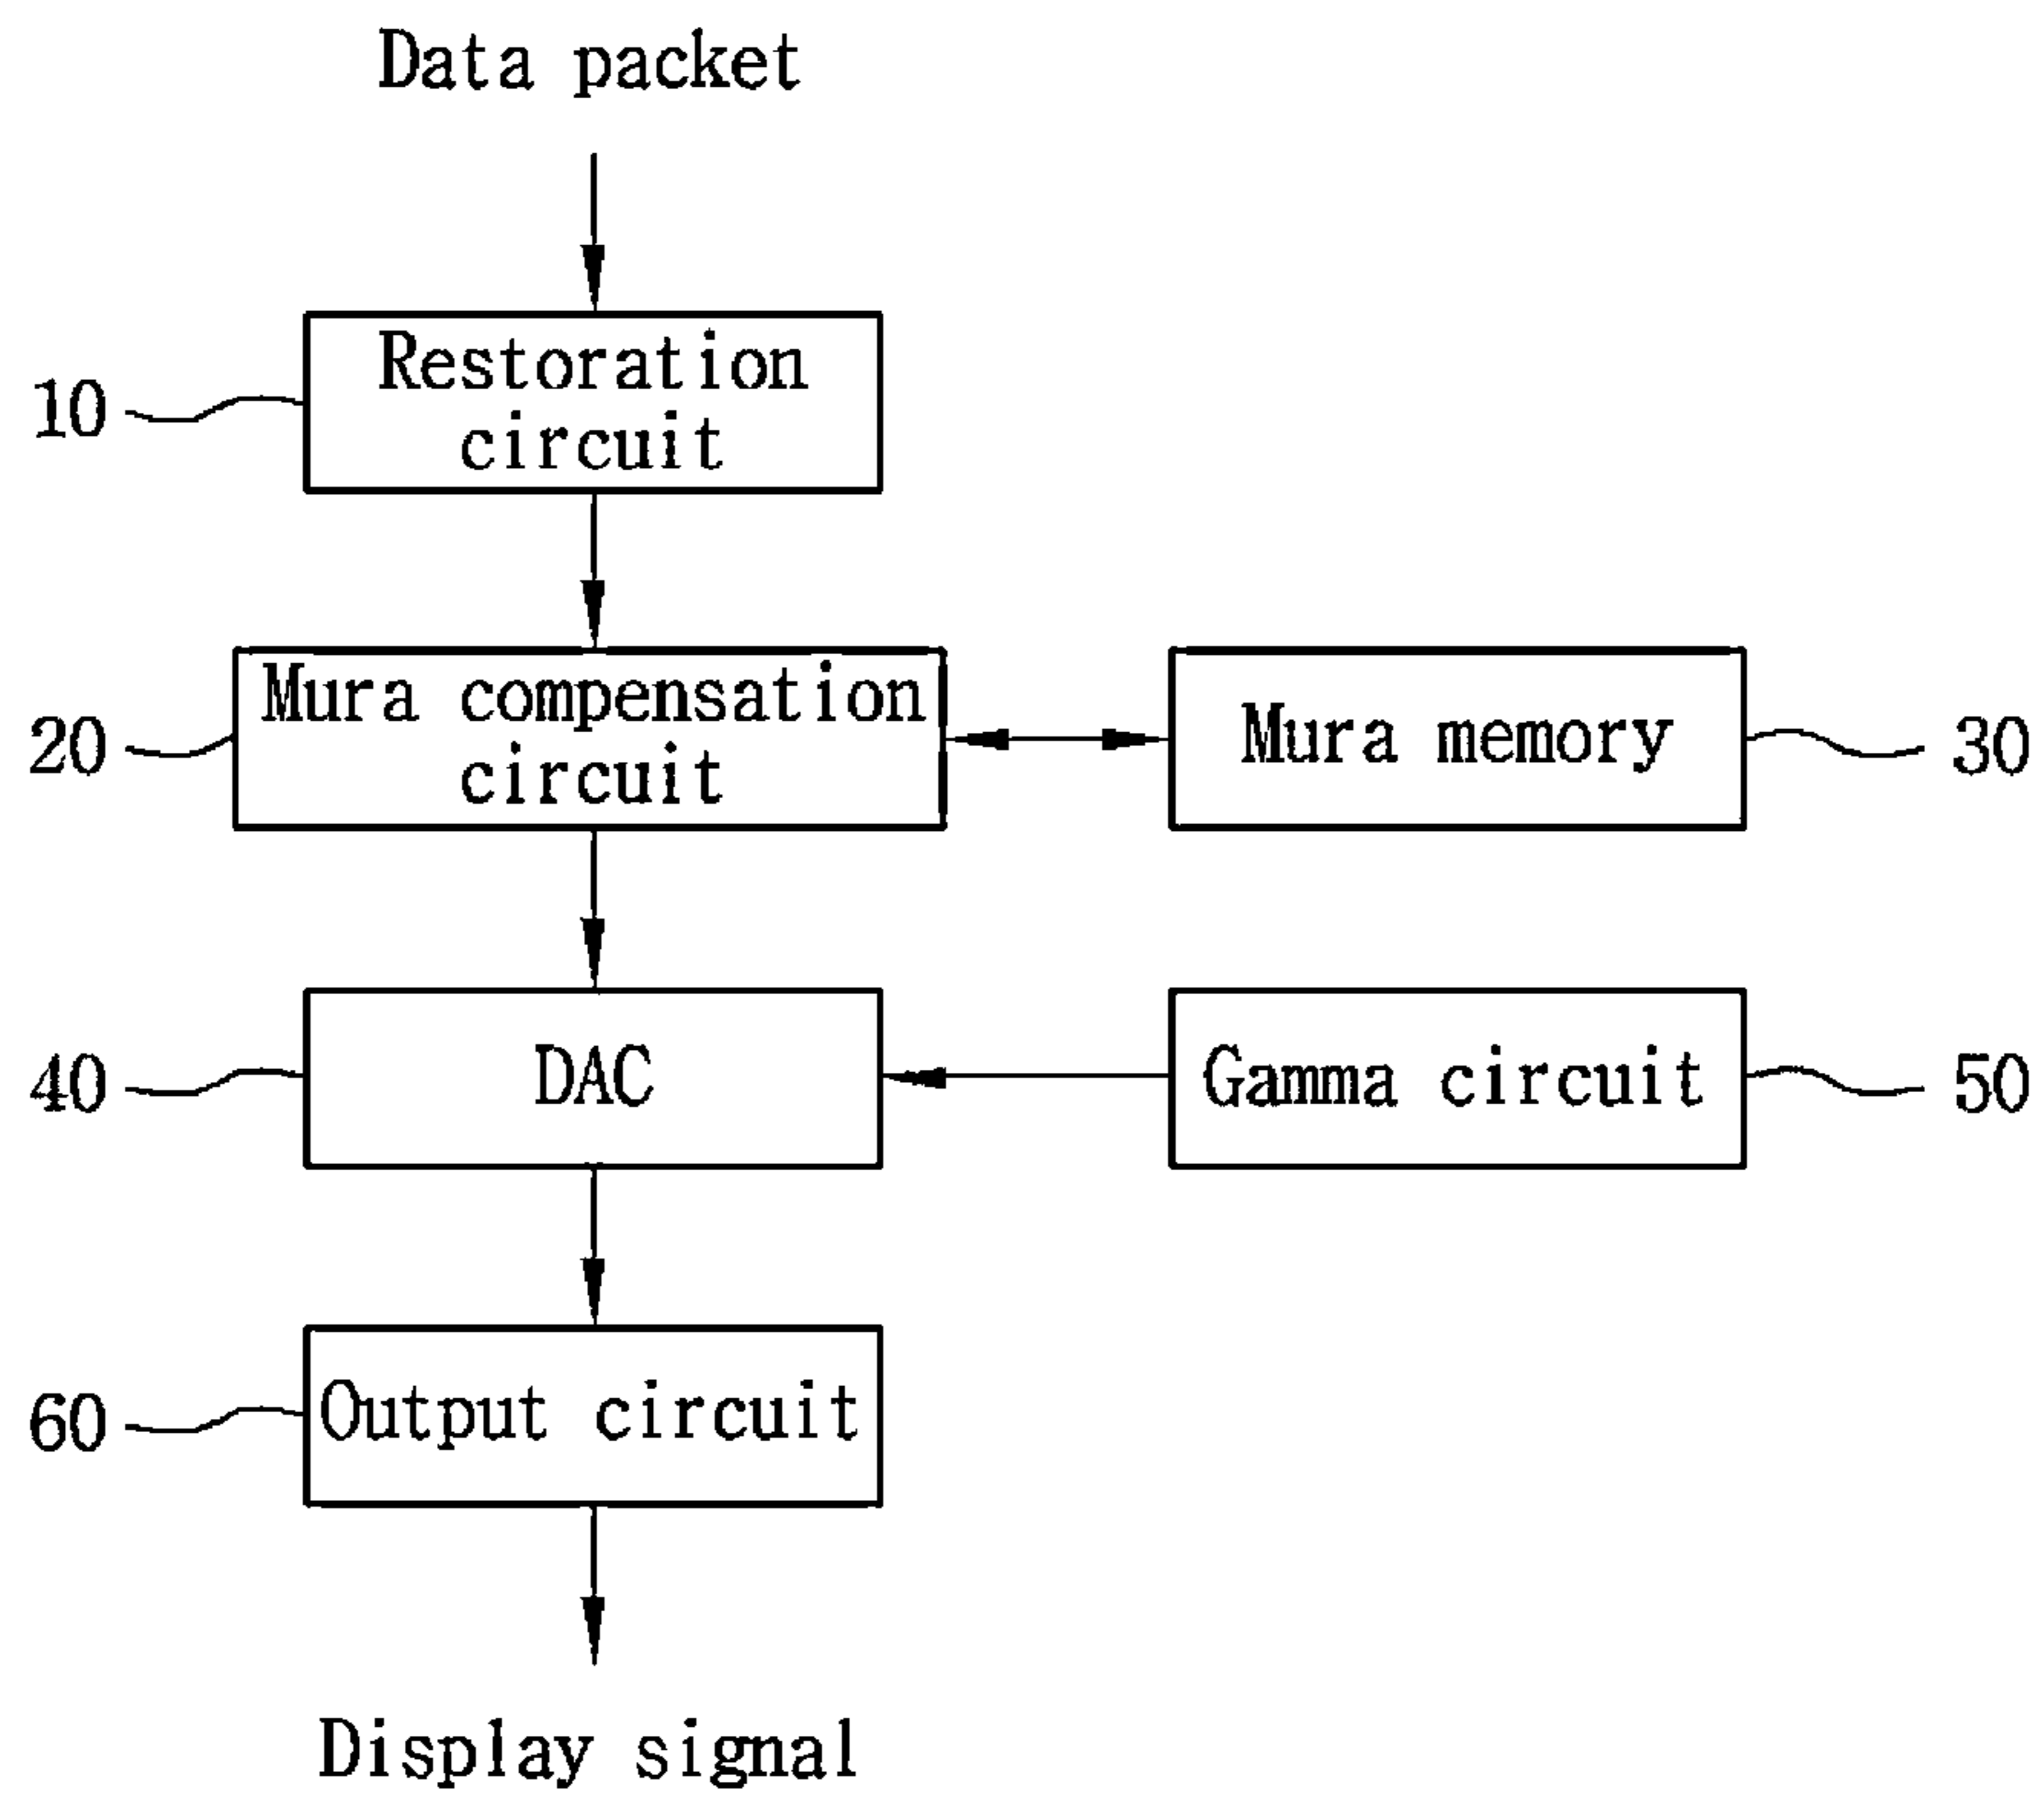 Data packet
10
Restoration
circuit
20
Mura compensation
circuit
Mura memory
30
40
DAC
Gamma circuit
50
60
Output circuit
Display signal